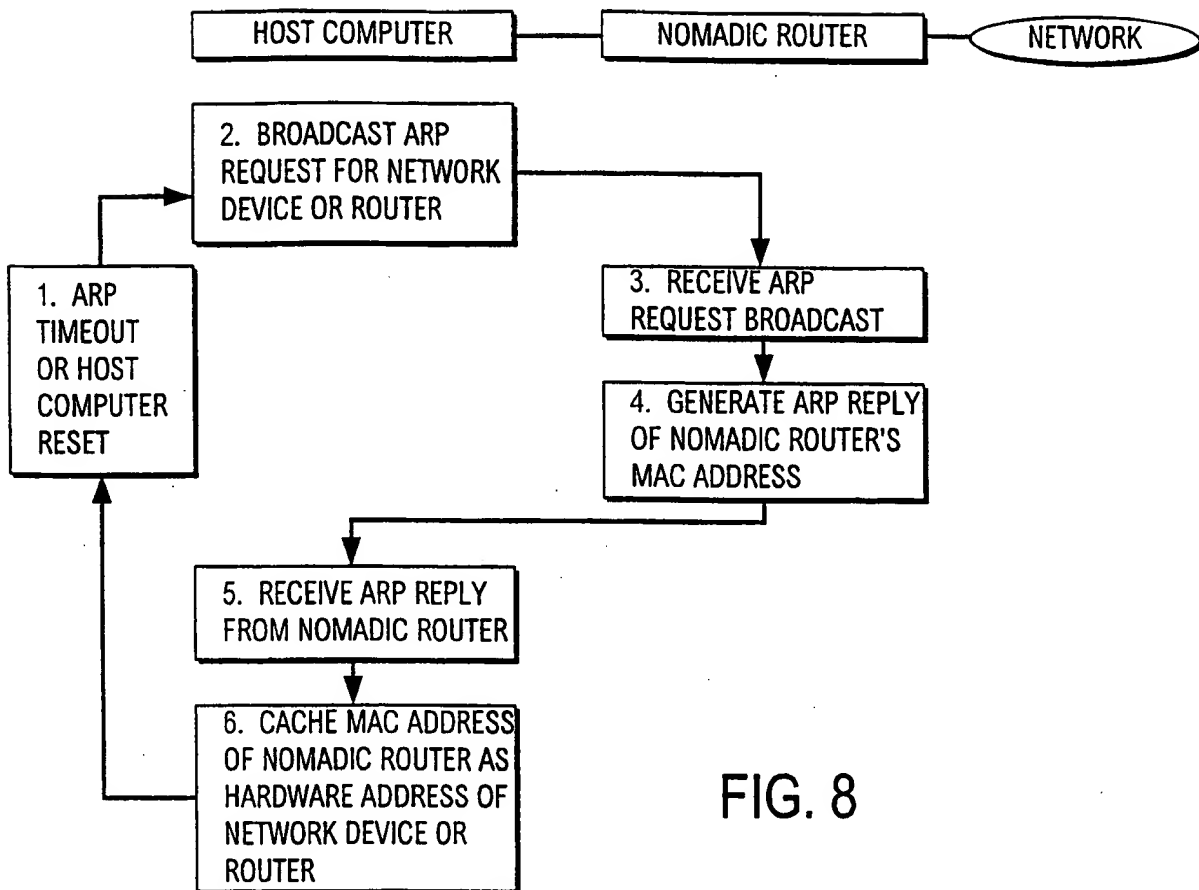 HOST COMPUTER
NOMADIC ROUTER
NETWORK
2. BROADCAST ARP
REQUEST FOR NETWORK
DEVICE OR ROUTER
1. ARP
TIMEOUT
OR HOST
COMPUTER
RESET
3. RECEIVE ARP
REQUEST BROADCAST
4. GENERATE ARP REPLY
OF NOMADIC ROUTER'S
MAC ADDRESS
5. RECEIVE ARP REPLY
FROM NOMADIC ROUTER
6. CACHE MAC ADDRESS
OF NOMADIC ROUTER AS
HARDWARE ADDRESS OF
NETWORK DEVICE OR
ROUTER
FIG. 8